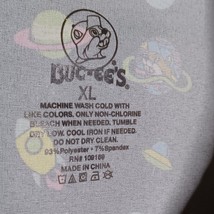 BUC-EE'S
XL
MACHINE WASH COLD WITH
LIKE COLORS. ONLY NON-CHLORINE
BLEACH WHEN NEEDED. TUMBLE
DRY LOW. COOL IRON IF NEEDED.
DO NOT DRY CLEAN.
93% Polyester • 7% Spandex
RN# 109169
MADE IN CHINA